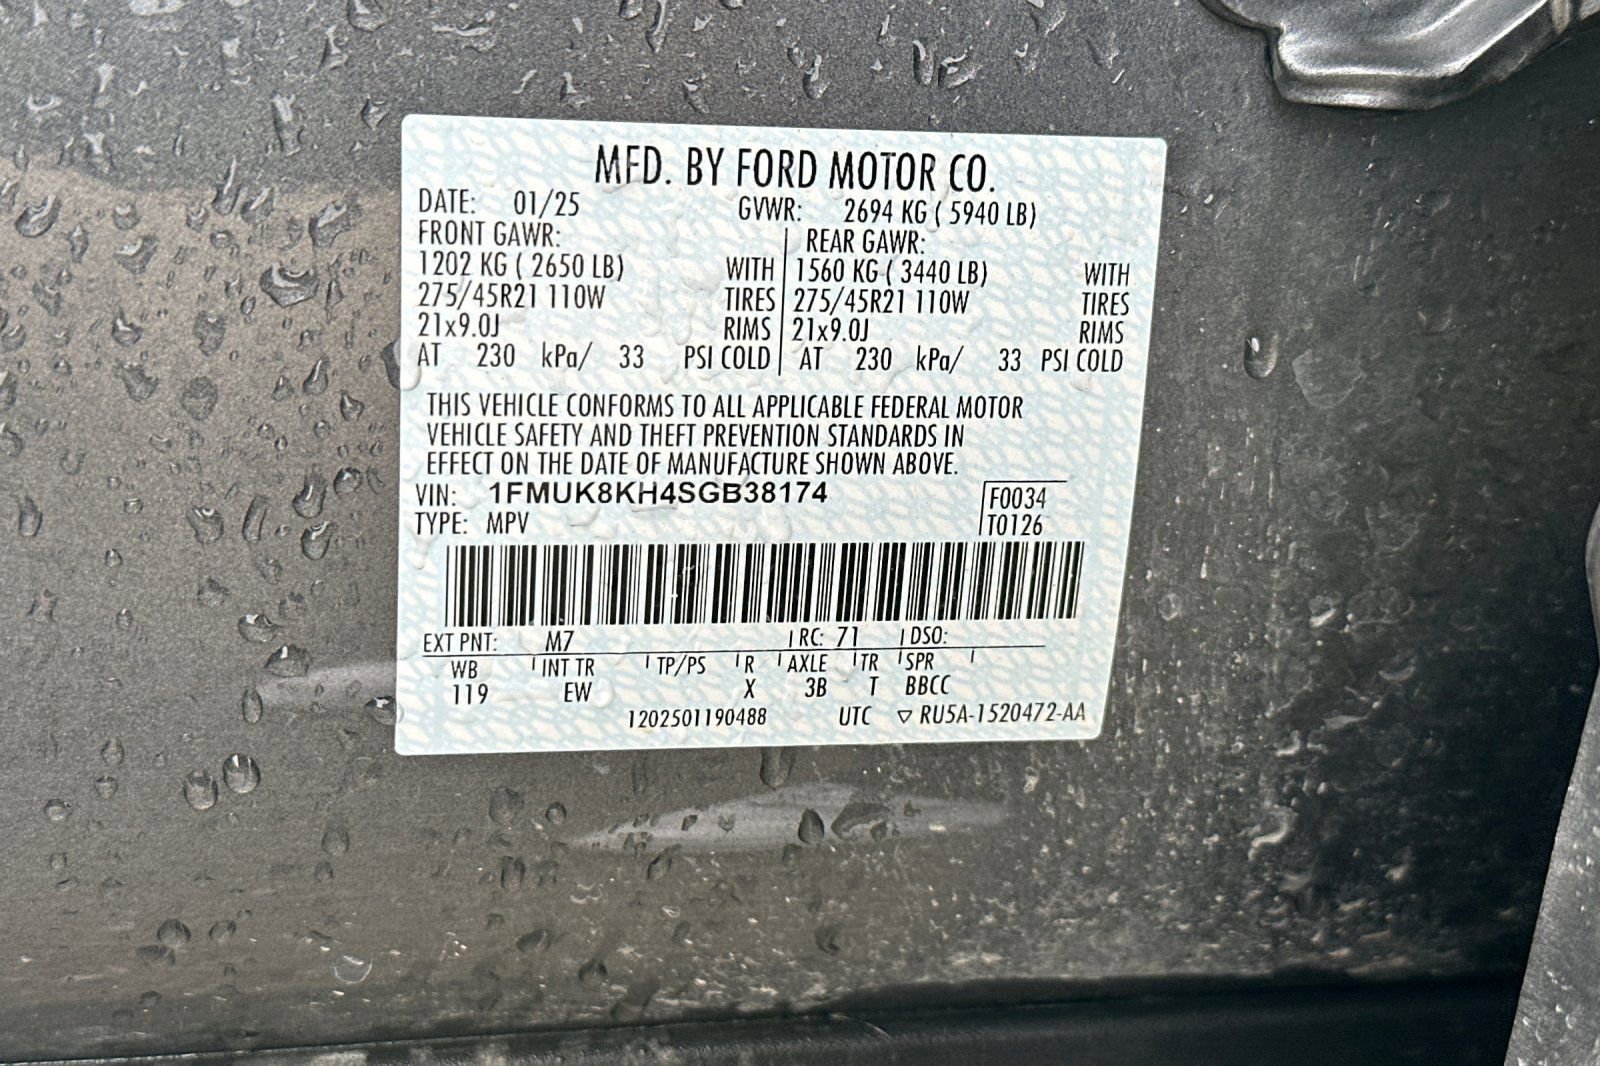 MFD. BY FORD MOTOR CO.
DATE: 01/25 GVWR: 2694 KG ( 5940 LB)
FRONT GAWR: REAR GAWR:
1202 KG ( 2650 LB) WITH 1560 KG ( 3440 LB) WITH
275/45R21 110W TIRES 275/45R21 110W TIRES
21x9.0J RIMS 21x9.0J RIMS
AT 230 kPa/ 33 PSI COLD AT 230 kPa/ 33 PSI COLD
THIS VEHICLE CONFORMS TO ALL APPLICABLE FEDERAL MOTOR
VEHICLE SAFETY AND THEFT PREVENTION STANDARDS IN
EFFECT ON THE DATE OF MANUFACTURE SHOWN ABOVE.
VIN: 1FMUK8KH4SGB38174 F0034
TYPE: MPV T0126
EXT PNT: M7 RC: 71 DSO:
WB INT TR TP/PS R AXLE TR SPR
119 EW X 3B T BBCC
1202501190488 UTC ▽ RU5A-1520472-AA